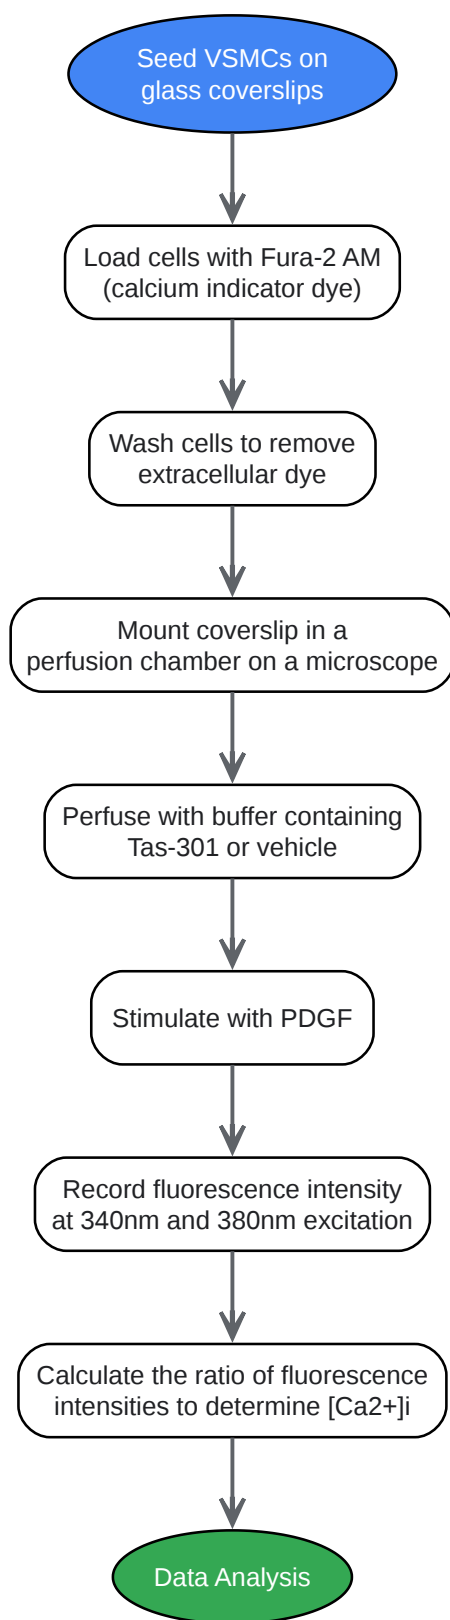 Seed VSMCs on
glass coverslips
Load cells with Fura-2 AM
(calcium indicator dye)
Wash cells to remove
extracellular dye
Mount coverslip in a
perfusion chamber on a microscope
Perfuse with buffer containing
Tas-301 or vehicle
Stimulate with PDGF
Record fluorescence intensity
at 340nm and 380nm excitation
Calculate the ratio of fluorescence
intensities to determine [Ca2+]i
Data Analysis